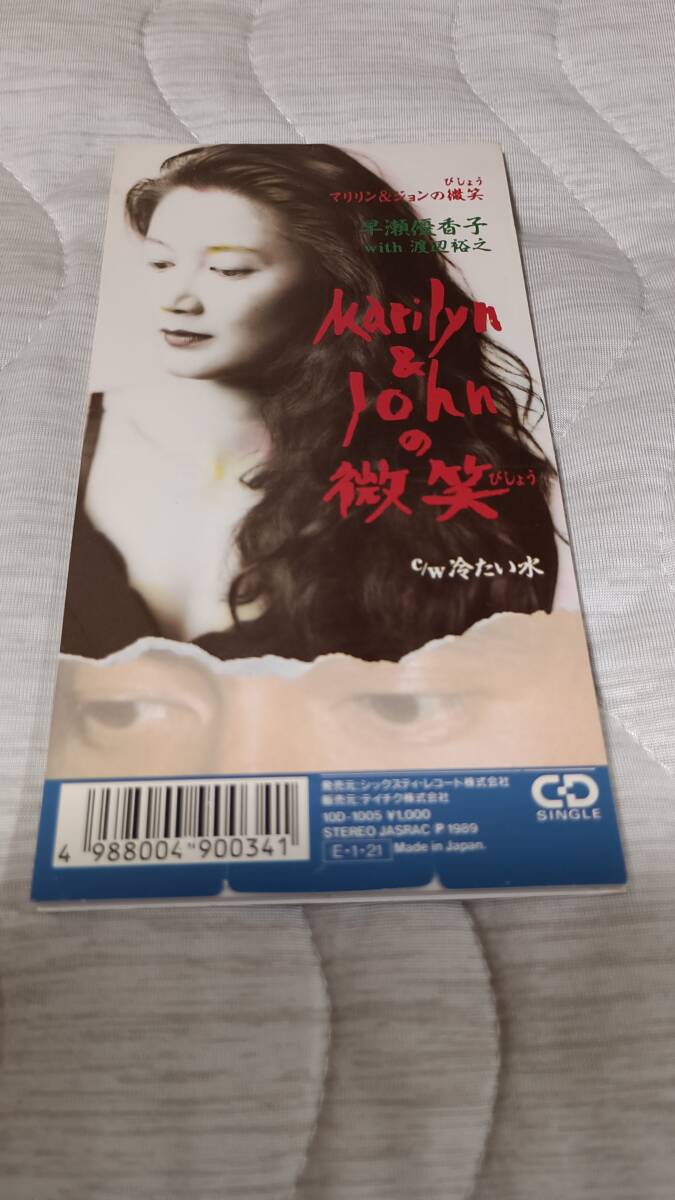 びしょう
マリリン&ジョンの微笑
早瀬優香子
with 渡辺裕之
Marilyn
&
John
の
微笑
びしょう
c/w 冷たい水
発売元:シックスティ・レコード株式会社
販売元:テイチク株式会社
10D-1005 ¥1,000
STEREO JASRAC P 1989
E・1・21 Made in Japan.
CD
SINGLE
4 988004 900341